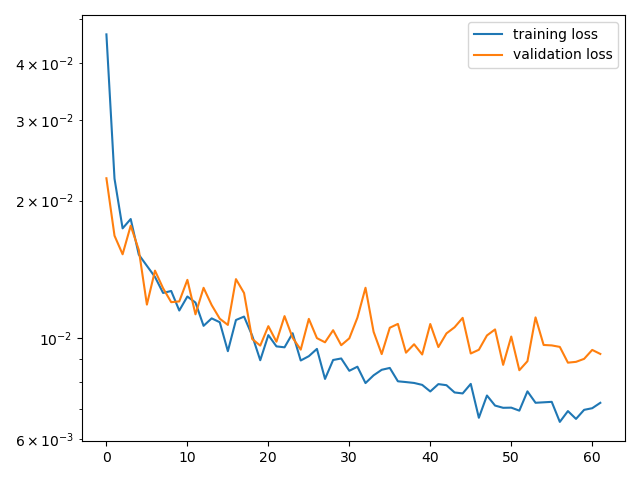 training loss
validation loss
4 × 10⁻²
3 × 10⁻²
2 × 10⁻²
10⁻²
6 × 10⁻³
0 10 20 30 40 50 60